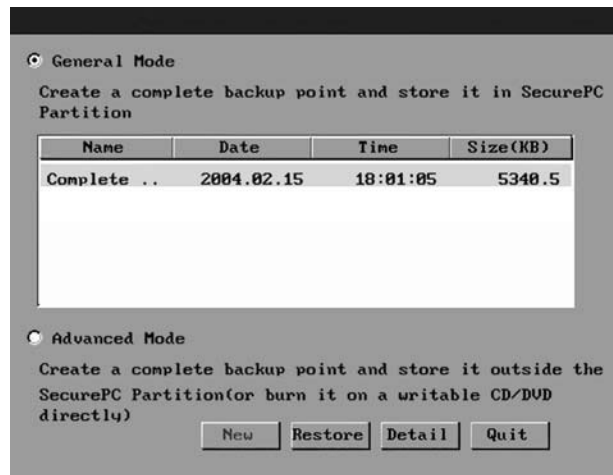 General Mode
Create a complete backup point and store it in SecurePC
Partition
Name Date Time Size(KB)
Complete .. 2004.02.15 18:01:05 5340.5
Advanced Mode
Create a complete backup point and store it outside the
SecurePC Partition(or burn it on a writable CD/DVD
directly)
New Restore Detail Quit